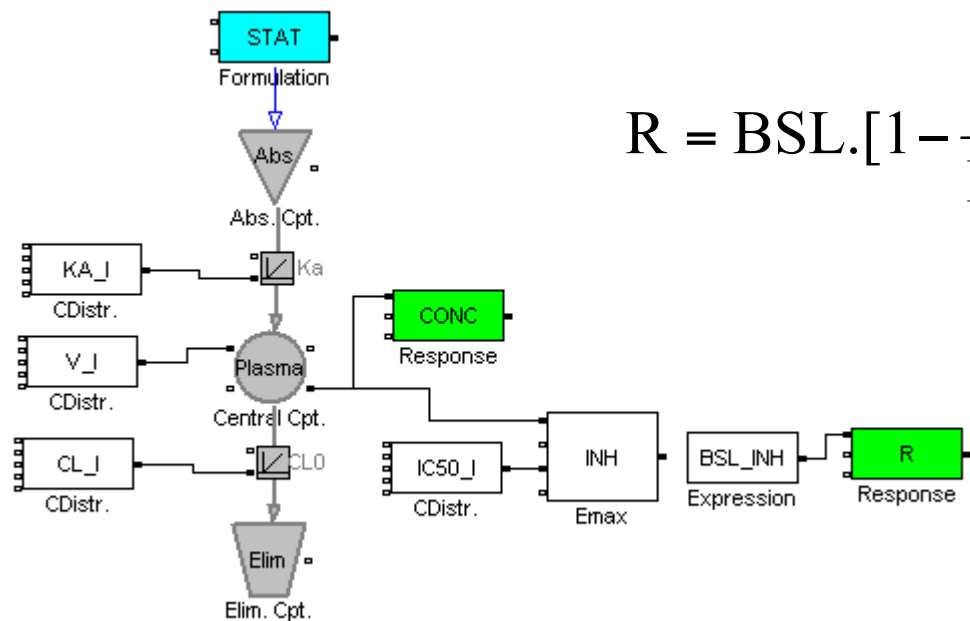 STAT
Formulation
R = BSL.[1−
Abs
Abs. Cpt.
KA_I
CDistr.
Ka
CONC
Response
V_I
CDistr.
Plasma
Central Cpt.
CL_I
CDistr.
CL0
IC50_I
CDistr.
INH
Emax
BSL_INH
Expression
R
Response
Elim
Elim. Cpt.